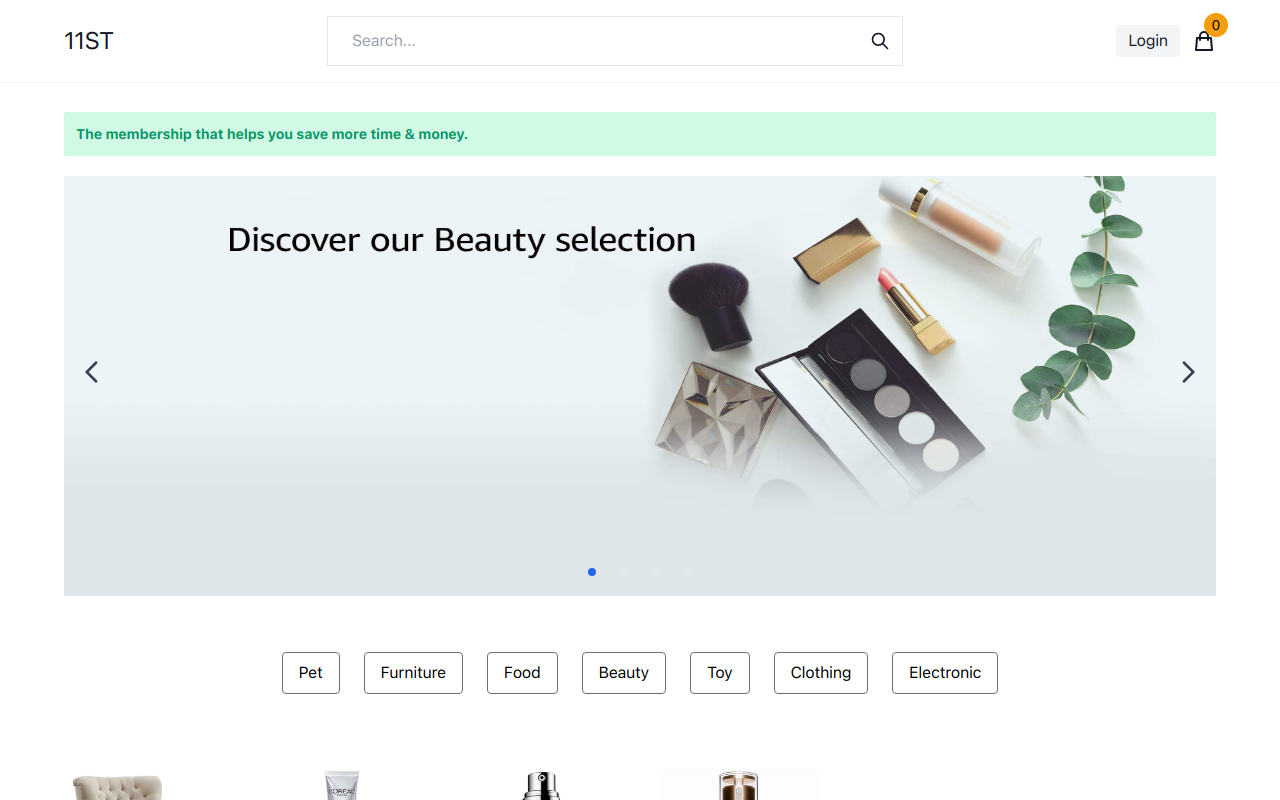 11ST
Search...
Login
0
The membership that helps you save more time & money.
Discover our Beauty selection
Pet
Furniture
Food
Beauty
Toy
Clothing
Electronic